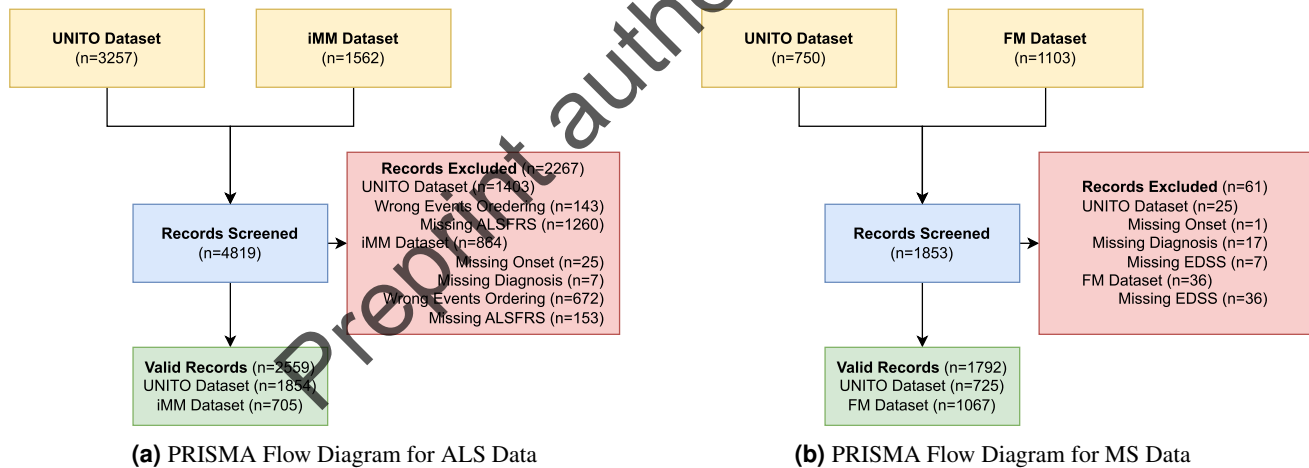 UNITO Dataset
(n=3257)
iMM Dataset
(n=1562)
Records Screened
(n=4819)
Records Excluded (n=2267)
UNITO Dataset (n=1403)
Wrong Events Oredering (n=143)
Missing ALSFRS (n=1260)
iMM Dataset (n=864)
Missing Onset (n=25)
Missing Diagnosis (n=7)
Wrong Events Ordering (n=672)
Missing ALSFRS (n=153)
Valid Records (n=2559)
UNITO Dataset (n=1854)
iMM Dataset (n=705)
(a) PRISMA Flow Diagram for ALS Data
UNITO Dataset
(n=750)
FM Dataset
(n=1103)
Records Screened
(n=1853)
Records Excluded (n=61)
UNITO Dataset (n=25)
Missing Onset (n=1)
Missing Diagnosis (n=17)
Missing EDSS (n=7)
FM Dataset (n=36)
Missing EDSS (n=36)
Valid Records (n=1792)
UNITO Dataset (n=725)
FM Dataset (n=1067)
(b) PRISMA Flow Diagram for MS Data
Preprint autho